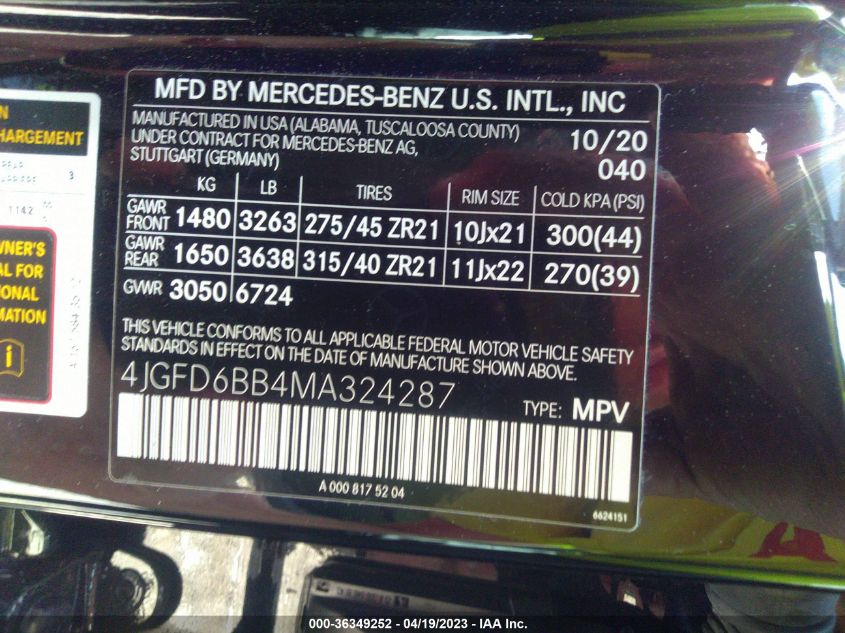 MFD BY MERCEDES-BENZ U.S. INTL., INC
MANUFACTURED IN USA (ALABAMA, TUSCALOOSA COUNTY) 10/20
UNDER CONTRACT FOR MERCEDES-BENZ AG,
STUTTGART (GERMANY) 040
KG LB TIRES RIM SIZE COLD KPA (PSI)
GAWR FRONT 1480 3263 275/45 ZR21 10Jx21 300(44)
GAWR REAR 1650 3638 315/40 ZR21 11Jx22 270(39)
GVWR 3050 6724
THIS VEHICLE CONFORMS TO ALL APPLICABLE FEDERAL MOTOR VEHICLE SAFETY
STANDARDS IN EFFECT ON THE DATE OF MANUFACTURE SHOWN ABOVE.
4JGFD6BB4MA324287
TYPE: MPV
A 000 817 52 04
6624151
HARGEMENT
3
1142
WNER'S
AL FOR
IONAL
MATION
i
000-36349252 - 04/19/2023 - IAA Inc.